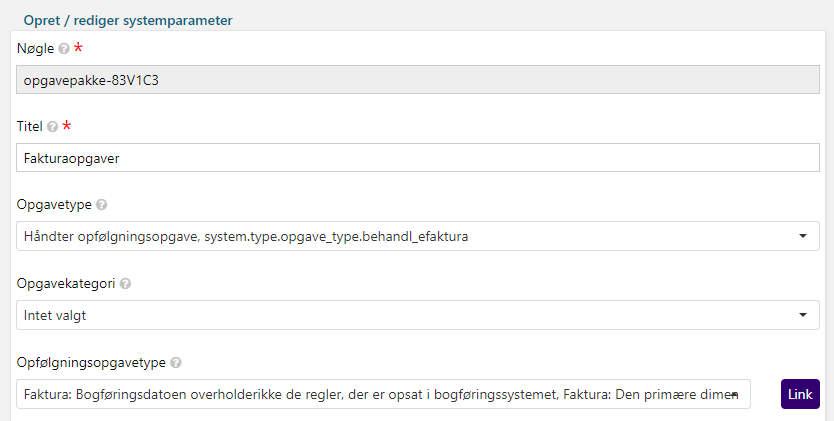 Opret / rediger systemparameter
Nøgle ? *
opgavepakke-83V1C3
Titel ? *
Fakturaopgaver
Opgavetype ?
Håndter opfølgningsopgave, system.type.opgave_type.behandl_efaktura
Opgavekategori ?
Intet valgt
Opfølgningsopgavetype ?
Faktura: Bogføringsdatoen overholderikke de regler, der er opsat i bogføringssystemet, Faktura: Den primære dimen
Link